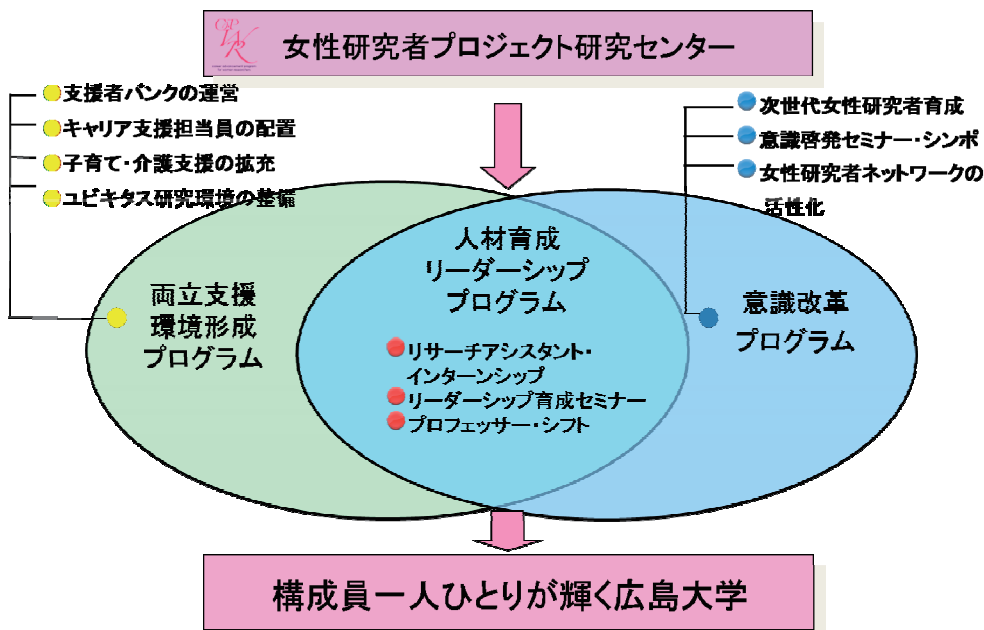 女性研究者プロジェクト研究センター
支援者バンクの運営
キャリア支援担当員の配置
子育て・介護支援の拡充
ユビキタス研究環境の整備
次世代女性研究者育成
意識啓発セミナー・シンポ
女性研究者ネットワークの
活性化
両立支援
環境形成
プログラム
人材育成
リーダーシップ
プログラム
リサーチアシスタント・
インターンシップ
リーダーシップ育成セミナー
プロフェッサー・シフト
意識改革
プログラム
構成員一人ひとりが輝く広島大学